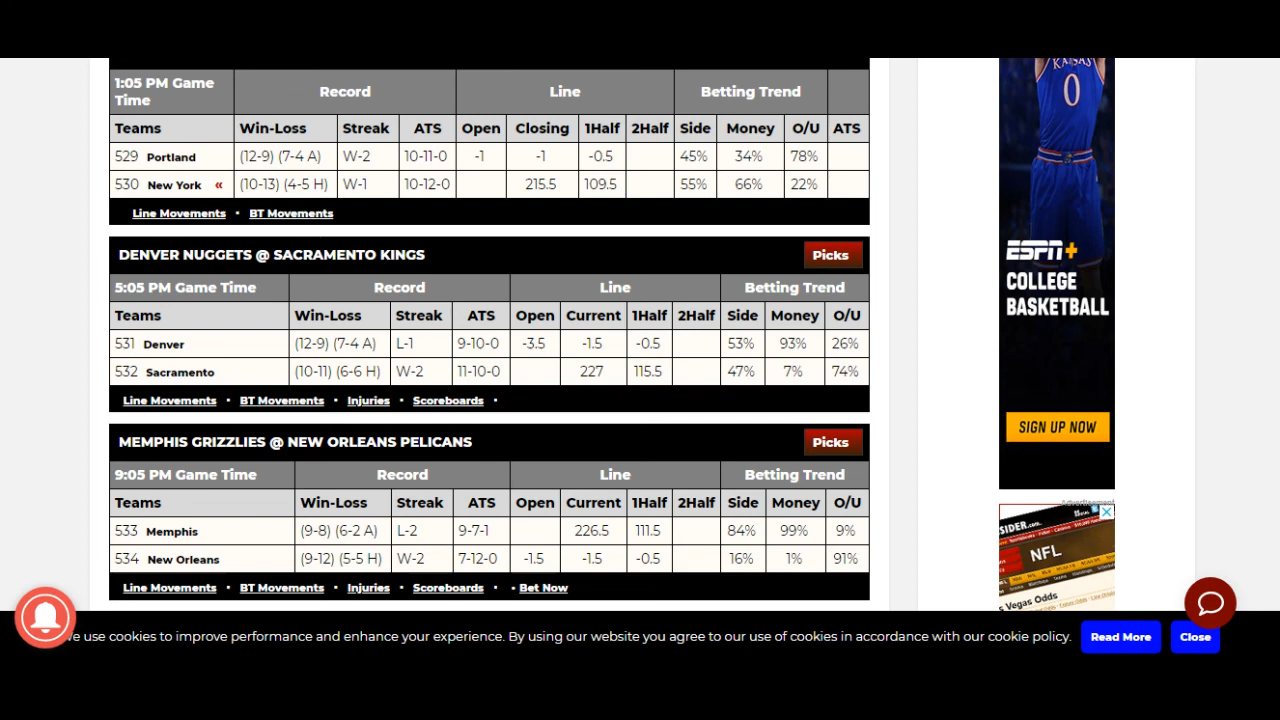 1:05 PM Game Time Record Line Betting Trend
Teams Win-Loss Streak ATS Open Closing 1Half 2Half Side Money O/U ATS
529 Portland (12-9) (7-4 A) W-2 10-11-0 -1 -1 -0.5 45% 34% 78%
530 New York « (10-13) (4-5 H) W-1 10-12-0 215.5 109.5 55% 66% 22%
Line Movements • BT Movements
DENVER NUGGETS @ SACRAMENTO KINGS Picks
5:05 PM Game Time Record Line Betting Trend
Teams Win-Loss Streak ATS Open Current 1Half 2Half Side Money O/U
531 Denver (12-9) (7-4 A) L-1 9-10-0 -3.5 -1.5 -0.5 53% 93% 26%
532 Sacramento (10-11) (6-6 H) W-2 11-10-0 227 115.5 47% 7% 74%
Line Movements • BT Movements • Injuries • Scoreboards •
MEMPHIS GRIZZLIES @ NEW ORLEANS PELICANS Picks
9:05 PM Game Time Record Line Betting Trend
Teams Win-Loss Streak ATS Open Current 1Half 2Half Side Money O/U
533 Memphis (9-8) (6-2 A) L-2 9-7-1 226.5 111.5 84% 99% 9%
534 New Orleans (9-12) (5-5 H) W-2 7-12-0 -1.5 -1.5 -0.5 16% 1% 91%
Line Movements • BT Movements • Injuries • Scoreboards • • Bet Now
KANSAS
0
ESPN+
COLLEGE
BASKETBALL
SIGN UP NOW
Advertisement
SIDER.com
NFL
Vegas Odds
e use cookies to improve performance and enhance your experience. By using our website you agree to our use of cookies in accordance with our cookie policy. Read More Close